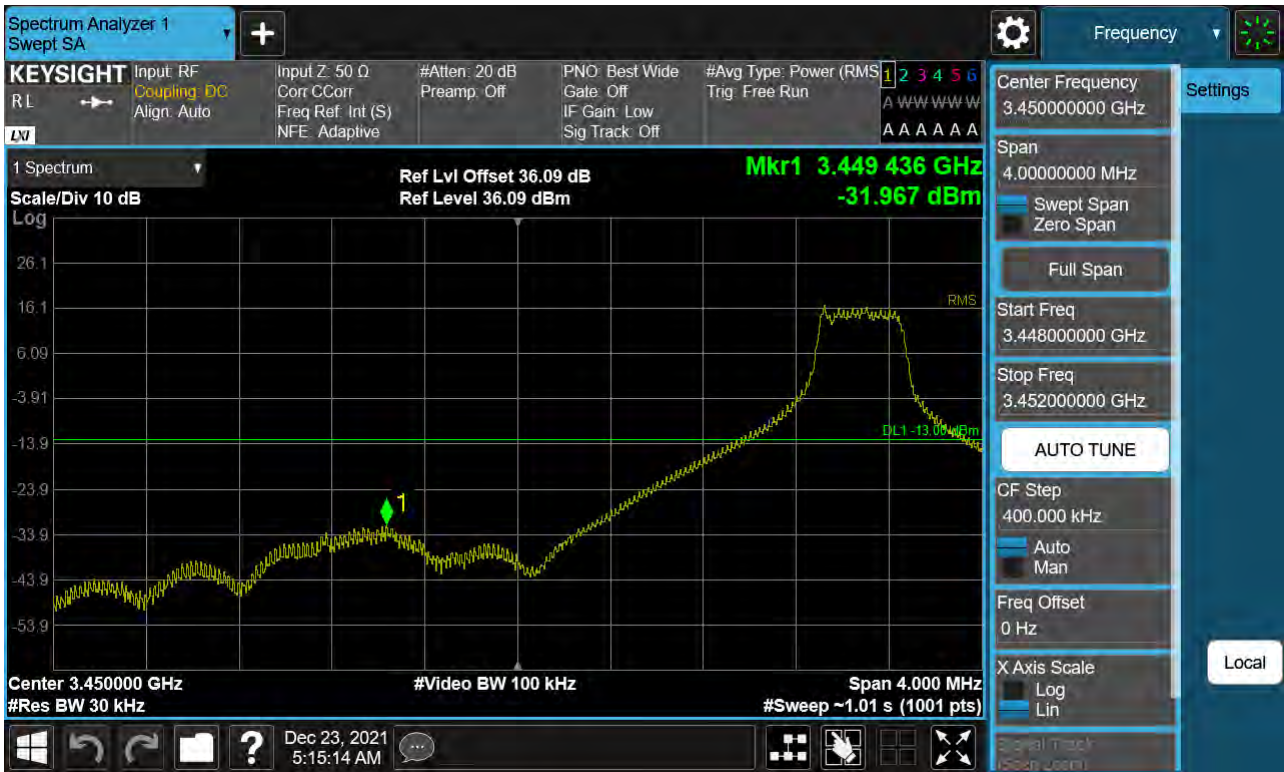 Spectrum Analyzer 1
Swept SA
Frequency
KEYSIGHT
R L
LXI
Input: RF
Coupling: DC
Align: Auto
Input Z: 50 Ω
Corr CCorr
Freq Ref: Int (S)
NFE: Adaptive
#Atten: 20 dB
Preamp: Off
PNO: Best Wide
Gate: Off
IF Gain: Low
Sig Track: Off
#Avg Type: Power (RMS
Trig: Free Run
1 2 3 4 5 6
A W W W W W
A A A A A A
1 Spectrum
Scale/Div 10 dB
Log
Ref Lvl Offset 36.09 dB
Ref Level 36.09 dBm
Mkr1 3.449 436 GHz
-31.967 dBm
26.1
16.1
6.09
-3.91
-13.9
-23.9
-33.9
-43.9
-53.9
RMS
DL1 -13.00 dBm
1
Center 3.450000 GHz
#Res BW 30 kHz
#Video BW 100 kHz
Span 4.000 MHz
#Sweep ~1.01 s (1001 pts)
Center Frequency
3.450000000 GHz
Span
4.00000000 MHz
Swept Span
Zero Span
Full Span
Start Freq
3.448000000 GHz
Stop Freq
3.452000000 GHz
AUTO TUNE
CF Step
400.000 kHz
Auto
Man
Freq Offset
0 Hz
X Axis Scale
Log
Lin
Signal Track
(Span Zoom)
Settings
Local
?
Dec 23, 2021
5:15:14 AM